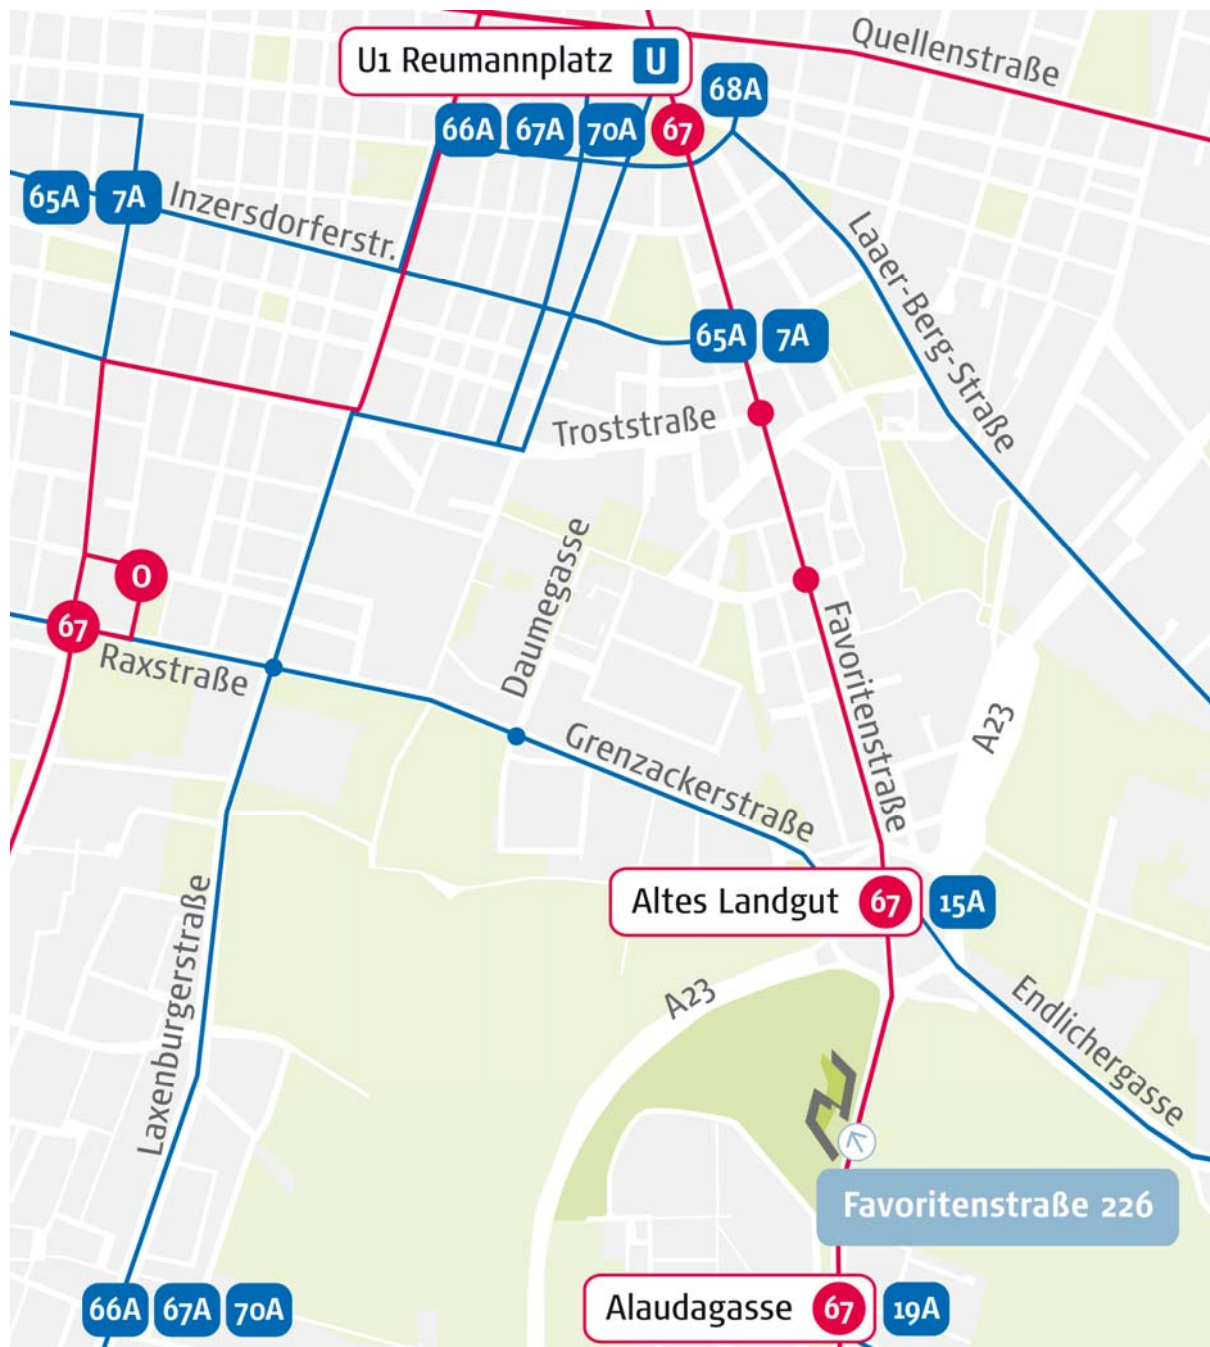 Quellenstraße
U1 Reumannplatz U
68A
66A 67A 70A 67
65A 7A
Inzersdorferstr.
Laaer-Berg-Straße
65A 7A
Troststraße
Daumegasse
O
67
Raxstraße
Favoritenstraße
A23
Grenzackerstraße
Laxenburgerstraße
Altes Landgut 67 15A
A23
Endlichergasse
Favoritenstraße 226
66A 67A 70A
Alaudagasse 67 19A